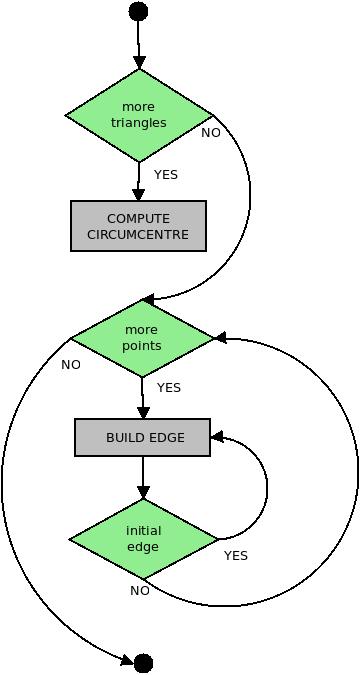 more
triangles
NO
YES
COMPUTE
CIRCUMCENTRE
more
points
NO
YES
BUILD EDGE
initial
edge
YES
NO